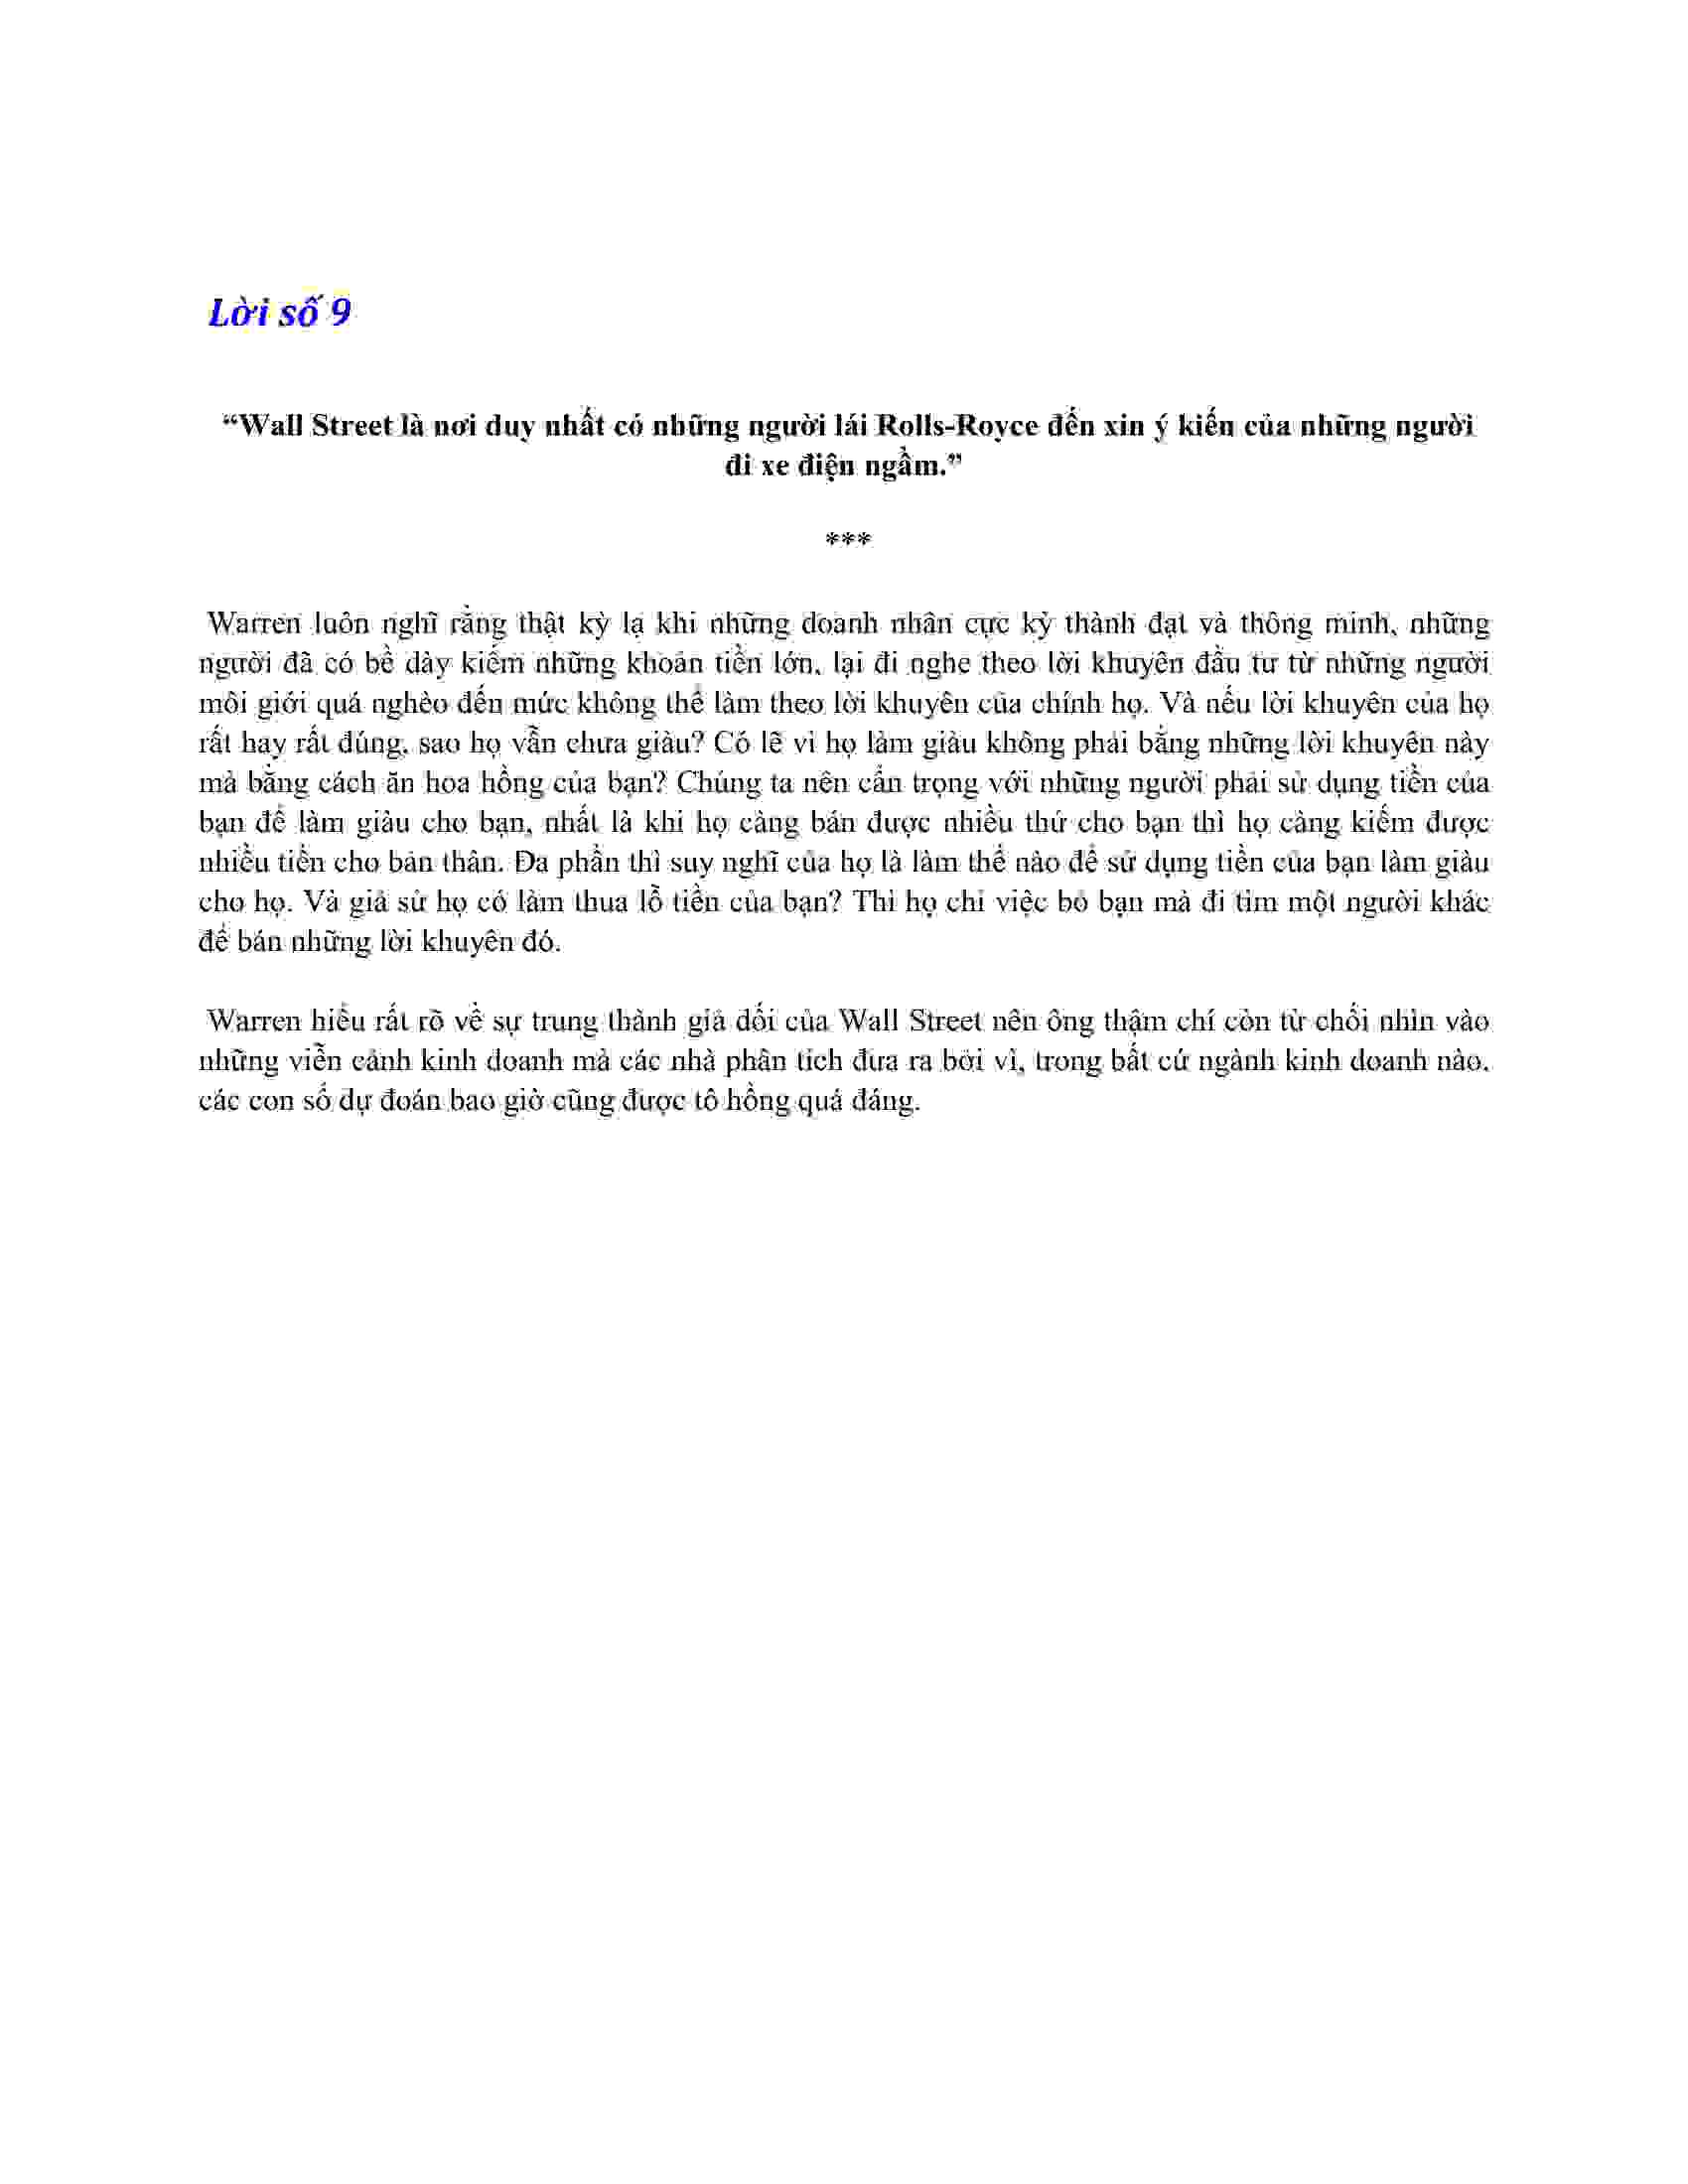 Lời số 9
“Wall Street là nơi duy nhất có những người lái Rolls-Royce đến xin ý kiến của những người
đi xe điện ngầm.”
***
Warren luôn nghĩ rằng thật kỳ lạ khi những doanh nhân cực kỳ thành đạt và thông minh, những
người đã có bề dày kiếm những khoản tiền lớn, lại đi nghe theo lời khuyên đầu tư từ những người
môi giới quá nghèo đến mức không thể làm theo lời khuyên của chính họ. Và nếu lời khuyên của họ
rất hay rất đúng, sao họ vẫn chưa giàu? Có lẽ vì họ làm giàu không phải bằng những lời khuyên này
mà bằng cách ăn hoa hồng của bạn? Chúng ta nên cẩn trọng với những người phải sử dụng tiền của
bạn để làm giàu cho bạn, nhất là khi họ càng bán được nhiều thứ cho bạn thì họ càng kiếm được
nhiều tiền cho bản thân. Đa phần thì suy nghĩ của họ là làm thế nào để sử dụng tiền của bạn làm giàu
cho họ. Và giả sử họ có làm thua lỗ tiền của bạn? Thì họ chỉ việc bỏ bạn mà đi tìm một người khác
để bán những lời khuyên đó.
Warren hiểu rất rõ về sự trung thành giả dối của Wall Street nên ông thậm chí còn từ chối nhìn vào
những viễn cảnh kinh doanh mà các nhà phân tích đưa ra bởi vì, trong bất cứ ngành kinh doanh nào,
các con số dự đoán bao giờ cũng được tô hồng quá đáng.